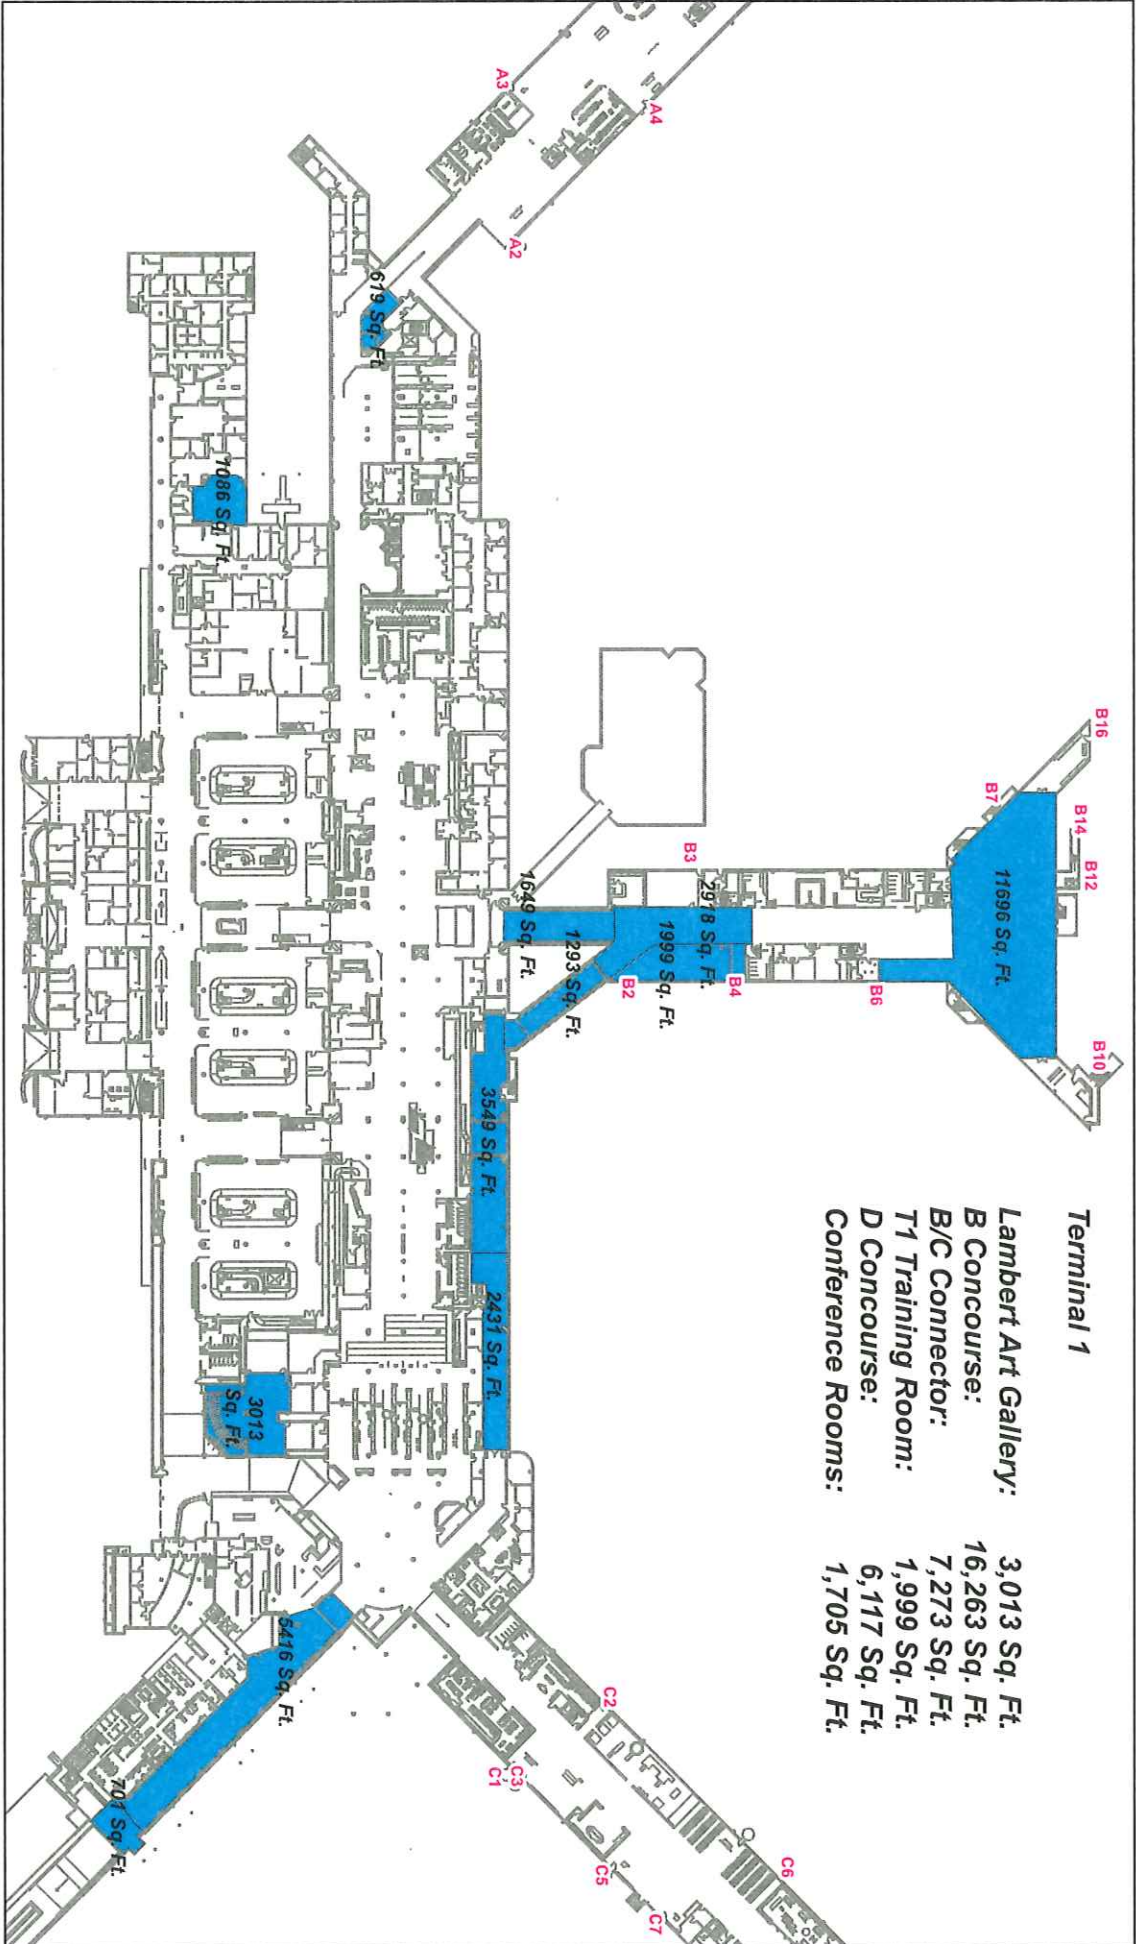 Terminal 1
Lambert Art Gallery: 3,013 Sq. Ft.
B Concourse: 16,263 Sq. Ft.
B/C Connector: 7,273 Sq. Ft.
T1 Training Room: 1,999 Sq. Ft.
D Concourse: 6,117 Sq. Ft.
Conference Rooms: 1,705 Sq. Ft.
B16
B14
B12
B10
B7
11696 Sq. Ft.
B6
B3
B4
2918 Sq. Ft.
1999 Sq. Ft.
B2
1293 Sq. Ft.
1649 Sq. Ft.
A4
A3
A2
619 Sq. Ft.
1086 Sq. Ft.
3549 Sq. Ft.
2431 Sq. Ft.
3013
Sq. Ft.
5416 Sq. Ft.
701 Sq. Ft.
C2
C3
C1
C6
C5
C7